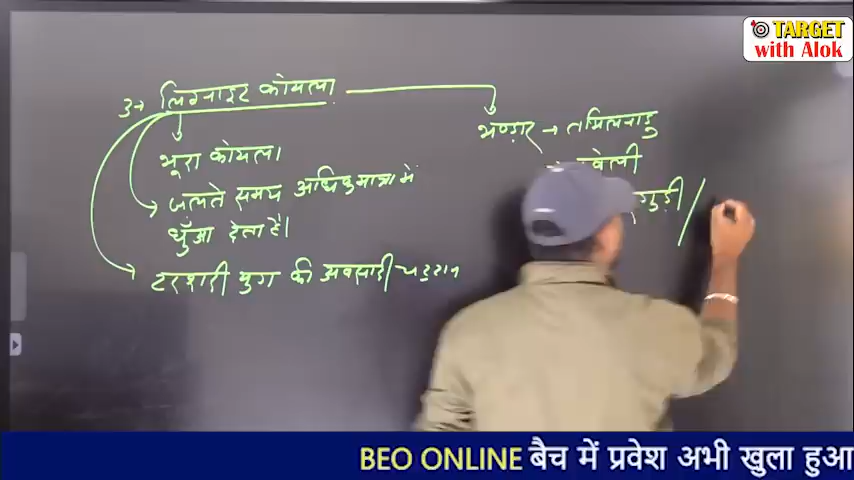 TARGET
with Alok
3→ लिग्नाइट कोयला
भूरा कोयला
जलते समय अधिक मात्रा में
धुँआ देता है।
टरशरी युग की अवसादी चट्टान
भण्डार → तमिलनाडु
BEO ONLINE बैच में प्रवेश अभी खुला हुआ